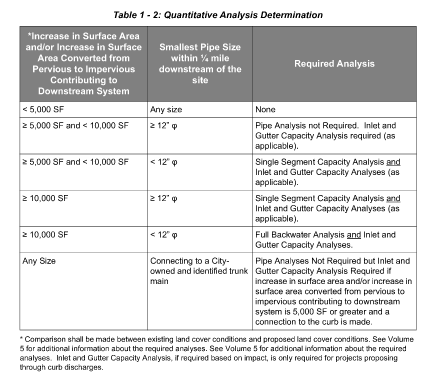 Table 1 - 2: Quantitative Analysis Determination
*Increase in Surface Area
and/or Increase in Surface
Area Converted from
Pervious to Impervious
Contributing to
Downstream System
Smallest Pipe Size
within ¼ mile
downstream of the
site
Required Analysis
< 5,000 SF
Any size
None
≥ 5,000 SF and < 10,000 SF
≥ 12" φ
Pipe Analysis not Required. Inlet and
Gutter Capacity Analysis required (as
applicable).
≥ 5,000 SF and < 10,000 SF
< 12" φ
Single Segment Capacity Analysis and
Inlet and Gutter Capacity Analyses (as
applicable).
≥ 10,000 SF
≥ 12" φ
Single Segment Capacity Analysis and
Inlet and Gutter Capacity Analyses (as
applicable).
≥ 10,000 SF
< 12" φ
Full Backwater Analysis and Inlet and
Gutter Capacity Analyses.
Any Size
Connecting to a City-
owned and identified trunk
main
Pipe Analyses Not Required but Inlet and
Gutter Capacity Analysis Required if
increase in surface area and/or increase in
surface area converted from pervious to
impervious contributing to downstream
system is 5,000 SF or greater and a
connection to the curb is made.
* Comparison shall be made between existing land cover conditions and proposed land cover conditions. See Volume
5 for additional information about the required analyses. See Volume 5 for additional information about the required
analyses. Inlet and Gutter Capacity Analysis, if required based on impact, is only required for projects proposing
through curb discharges.